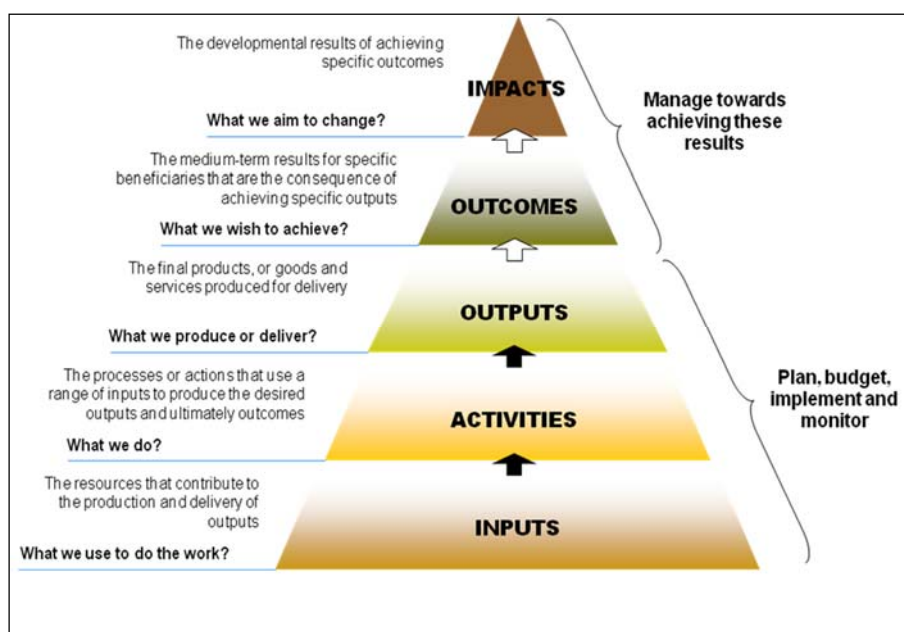 The developmental results of achieving
specific outcomes
IMPACTS
What we aim to change?
Manage towards
achieving these
results
The medium-term results for specific
beneficiaries that are the consequence of
achieving specific outputs
OUTCOMES
What we wish to achieve?
The final products, or goods and
services produced for delivery
OUTPUTS
What we produce or deliver?
The processes or actions that use a
range of inputs to produce the desired
outputs and ultimately outcomes
ACTIVITIES
What we do?
Plan, budget,
implement and
monitor
The resources that contribute to
the production and delivery of
outputs
INPUTS
What we use to do the work?